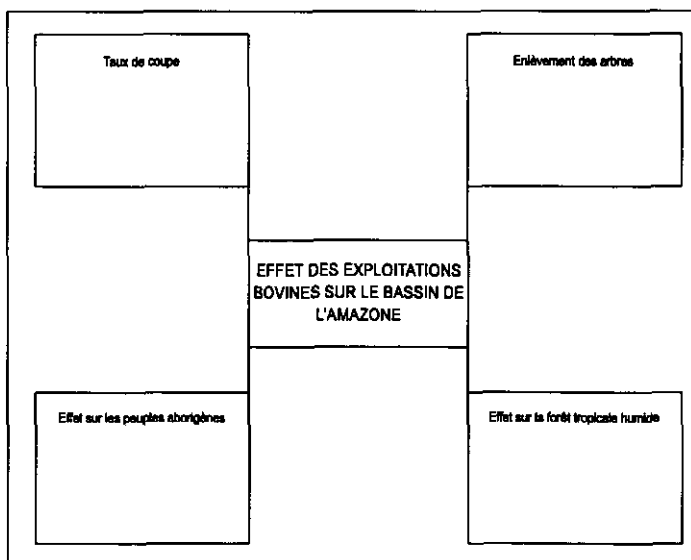 Taux de coupe
Enlèvement des arbres
EFFET DES EXPLOITATIONS
BOVINES SUR LE BASSIN DE
L'AMAZONE
Effet sur les peuples aborigènes
Effet sur la forêt tropicale humide